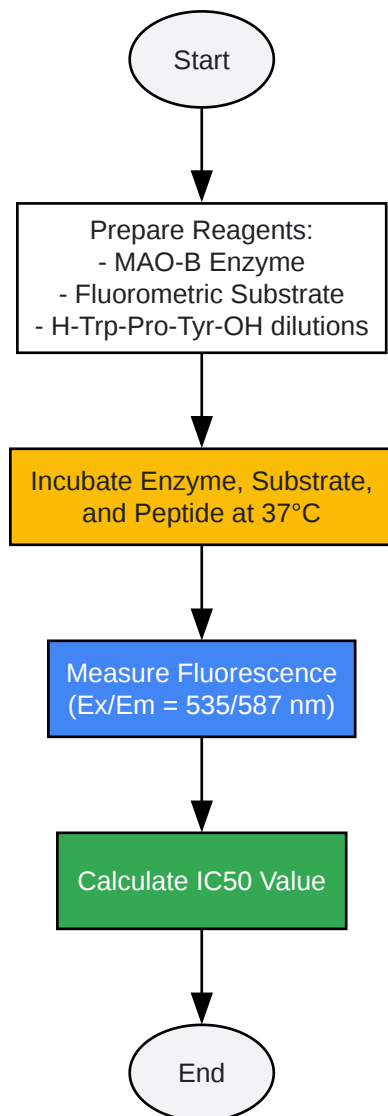 Start
Prepare Reagents:
- MAO-B Enzyme
- Fluorometric Substrate
- H-Trp-Pro-Tyr-OH dilutions
Incubate Enzyme, Substrate,
and Peptide at 37°C
Measure Fluorescence
(Ex/Em = 535/587 nm)
Calculate IC50 Value
End